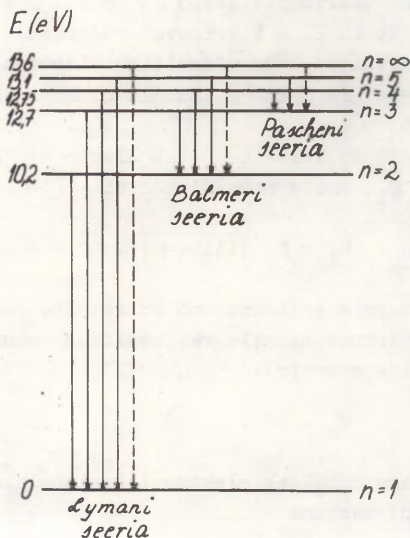 E(eV)
13,6 n=∞
13,1 n=5
12,75 n=4
12,7 n=3
Pascheni
seeria
10,2 n=2
Balmeri
seeria
0 n=1
Lymani
seeria